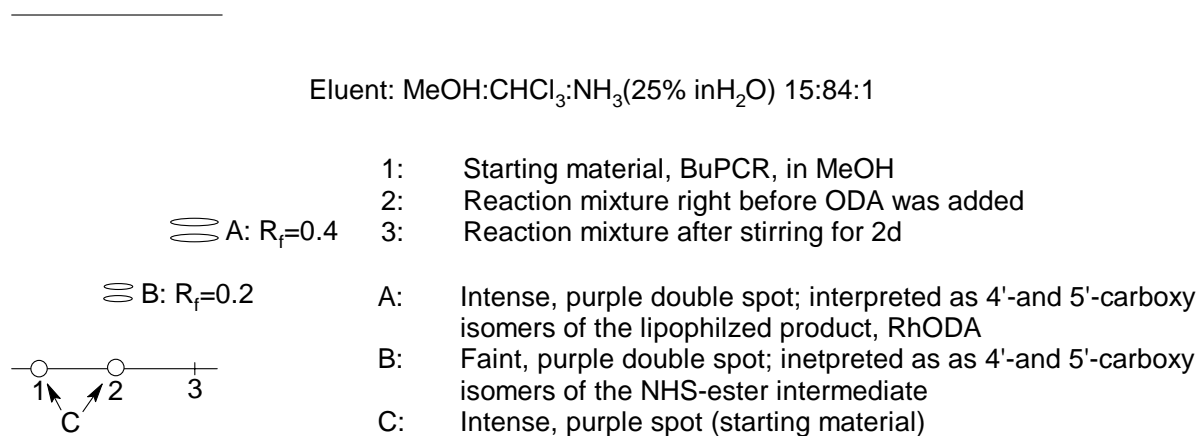 Eluent: MeOH:CHCl3:NH3(25% inH2O) 15:84:1
1: Starting material, BuPCR, in MeOH
2: Reaction mixture right before ODA was added
A: Rf=0.4
3: Reaction mixture after stirring for 2d
B: Rf=0.2
A: Intense, purple double spot; interpreted as 4'-and 5'-carboxy
isomers of the lipophilzed product, RhODA
B: Faint, purple double spot; inetpreted as as 4'-and 5'-carboxy
isomers of the NHS-ester intermediate
1 2 3
C
C: Intense, purple spot (starting material)